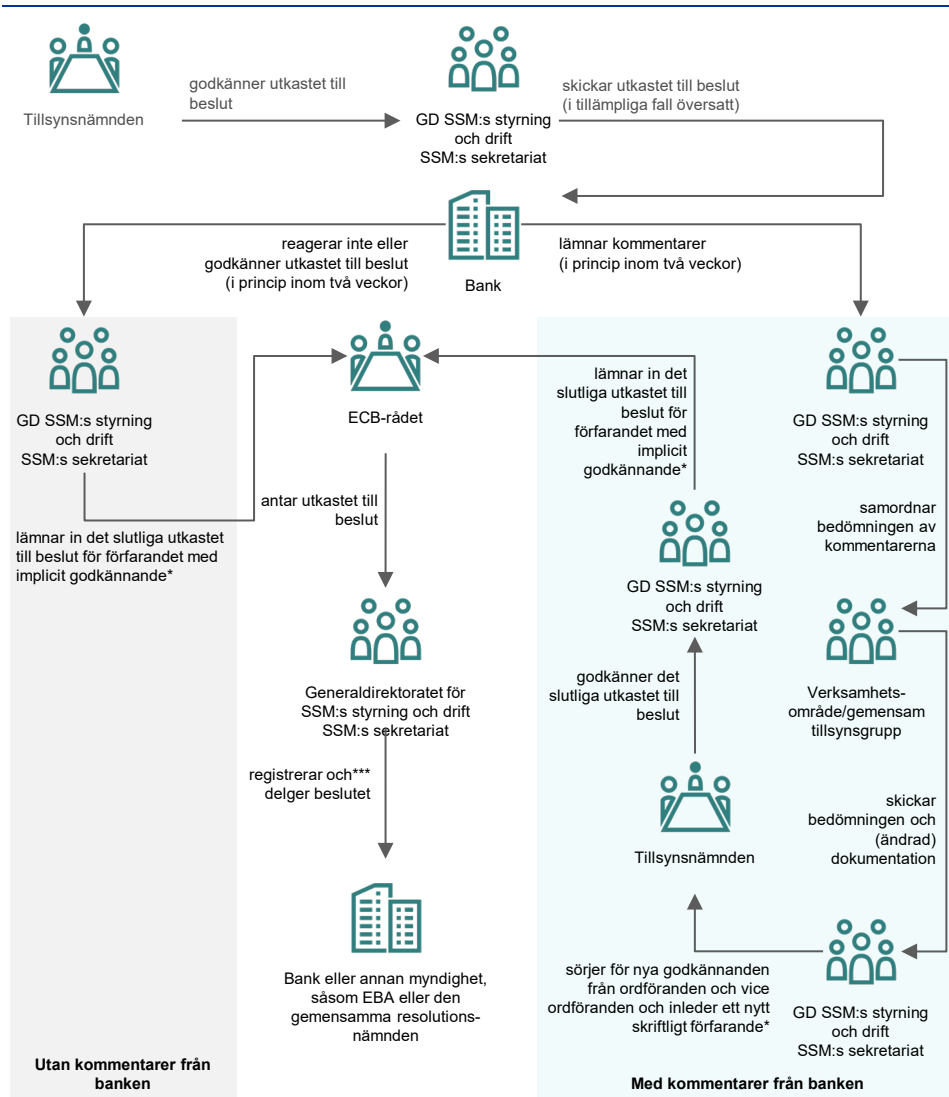 Tillsynsnämnden
godkänner utkastet till
beslut
GD SSM:s styrning
och drift
SSM:s sekretariat
skickar utkastet till beslut
(i tillämpliga fall översatt)
Bank
reagerar inte eller
godkänner utkastet till beslut
(i princip inom två veckor)
lämnar kommentarer
(i princip inom två veckor)
GD SSM:s styrning
och drift
SSM:s sekretariat
lämnar in det slutliga utkastet
till beslut för förfarandet med
implicit godkännande*
Utan kommentarer från
banken
ECB-rådet
antar utkastet till
beslut
Generaldirektoratet för
SSM:s styrning och drift
SSM:s sekretariat
registrerar och***
delger beslutet
Bank eller annan myndighet,
såsom EBA eller den
gemensamma resolutions-
nämnden
GD SSM:s styrning
och drift
SSM:s sekretariat
samordnar
bedömningen av
kommentarerna
Verksamhets-
område/gemensam
tillsynsgrupp
skickar
bedömningen och
(ändrad)
dokumentation
GD SSM:s styrning
och drift
SSM:s sekretariat
sörjer för nya godkännanden
från ordföranden och vice
ordföranden och inleder ett nytt
skriftligt förfarande*
Tillsynsnämnden
godkänner det
slutliga utkastet till
beslut
GD SSM:s styrning
och drift
SSM:s sekretariat
lämnar in det
slutliga utkastet till
beslut för
förfarandet med
implicit
godkännande*
Med kommentarer från banken